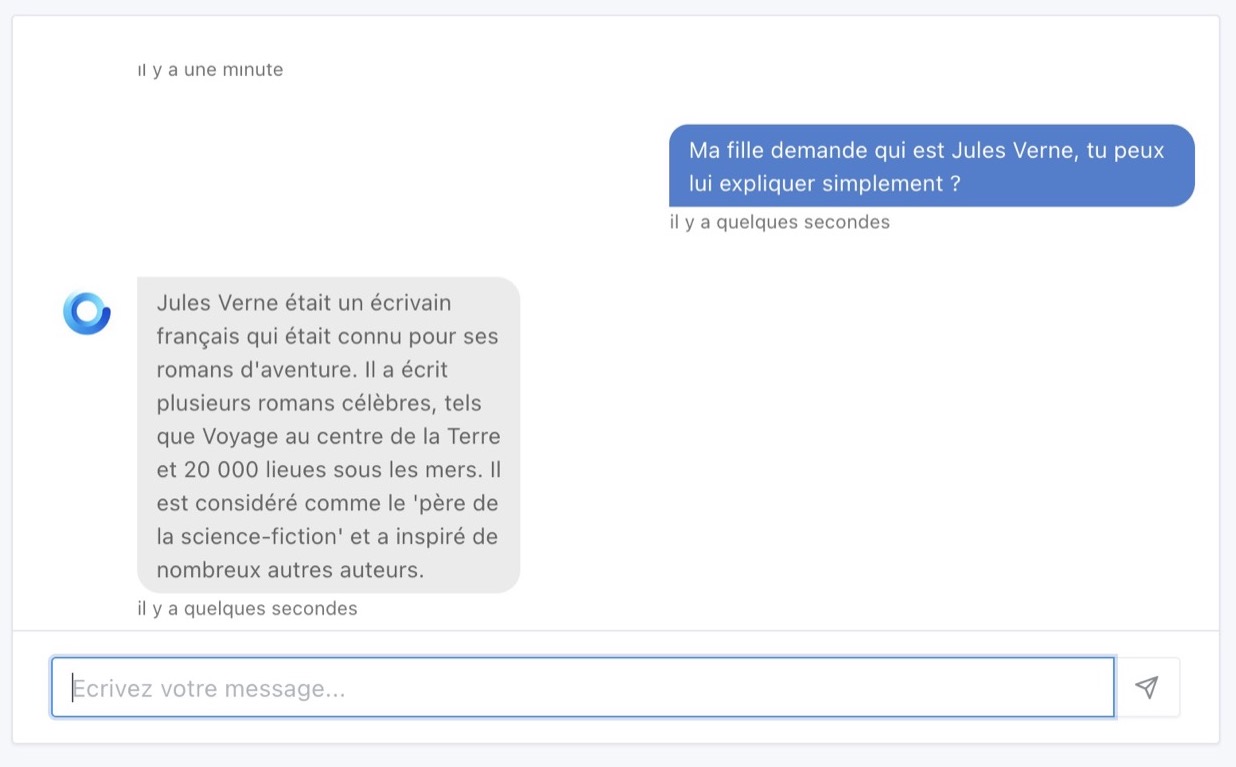 il y a une minute
Ma fille demande qui est Jules Verne, tu peux
lui expliquer simplement ?
il y a quelques secondes
Jules Verne était un écrivain
français qui était connu pour ses
romans d'aventure. Il a écrit
plusieurs romans célèbres, tels
que Voyage au centre de la Terre
et 20 000 lieues sous les mers. Il
est considéré comme le 'père de
la science-fiction' et a inspiré de
nombreux autres auteurs.
il y a quelques secondes
Ecrivez votre message...